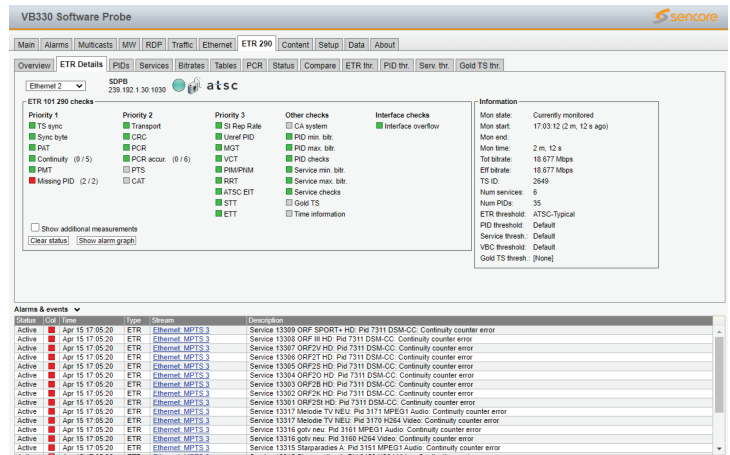 VB330 Software Probe
sencore
Main Alarms Multicasts MW RDP Traffic Ethernet ETR 290 Content Setup Data About
Overview ETR Details PIDs Services Bitrates Tables PCR Status Compare ETR thr. PID thr. Serv. thr. Gold TS thr.
Ethernet 2 SDPB
239.192.1.30:1030 atsc
ETR 101 290 checks Information
Priority 1 Priority 2 Priority 3 Other checks Interface checks Mon state: Currently monitored
TS sync Transport SI Rep Rate CA system Interface overflow Mon start: 17:03:12 (2 m, 12 s ago)
Sync byte CRC Unref PID PID min. bitr. Mon end:
PAT PCR MGT PID max. bitr. Mon time: 2 m, 12 s
Continuity (0 / 5) PCR accur. (0 / 6) VCT PID checks Tot bitrate: 18.677 Mbps
PMT PTS PIM/PNM Service min. bitr. Eff bitrate: 18.677 Mbps
Missing PID (2 / 2) CAT RRT Service max. bitr. TS ID: 2649
ATSC EIT Service checks Num services: 6
STT Gold TS Num PIDs: 35
ETT Time information ETR threshold: ATSC-Typical
PID threshold: Default
Show additional measurements Service thresh.: Default
Clear status Show alarm graph VBC threshold: Default
Gold TS thresh.: [None]
Alarms & events
Status Col Time Type Stream Description
Active Apr 15 17:05:20 ETR Ethernet: MPTS 3 Service 13309 ORF SPORT+ HD: Pid 7311 DSM-CC: Continuity counter error
Active Apr 15 17:05:20 ETR Ethernet: MPTS 3 Service 13308 ORF III HD: Pid 7311 DSM-CC: Continuity counter error
Active Apr 15 17:05:20 ETR Ethernet: MPTS 3 Service 13307 ORF2V HD: Pid 7311 DSM-CC: Continuity counter error
Active Apr 15 17:05:20 ETR Ethernet: MPTS 3 Service 13306 ORF2T HD: Pid 7311 DSM-CC: Continuity counter error
Active Apr 15 17:05:20 ETR Ethernet: MPTS 3 Service 13305 ORF2S HD: Pid 7311 DSM-CC: Continuity counter error
Active Apr 15 17:05:20 ETR Ethernet: MPTS 3 Service 13304 ORF2O HD: Pid 7311 DSM-CC: Continuity counter error
Active Apr 15 17:05:20 ETR Ethernet: MPTS 3 Service 13303 ORF2B HD: Pid 7311 DSM-CC: Continuity counter error
Active Apr 15 17:05:20 ETR Ethernet: MPTS 3 Service 13302 ORF2K HD: Pid 7311 DSM-CC: Continuity counter error
Active Apr 15 17:05:20 ETR Ethernet: MPTS 3 Service 13301 ORF2St HD: Pid 7311 DSM-CC: Continuity counter error
Active Apr 15 17:05:20 ETR Ethernet: MPTS 3 Service 13317 Melodie TV NEU: Pid 3171 MPEG1 Audio: Continuity counter error
Active Apr 15 17:05:20 ETR Ethernet: MPTS 3 Service 13317 Melodie TV NEU: Pid 3170 H264 Video: Continuity counter error
Active Apr 15 17:05:20 ETR Ethernet: MPTS 3 Service 13316 gotv neu: Pid 3161 MPEG1 Audio: Continuity counter error
Active Apr 15 17:05:20 ETR Ethernet: MPTS 3 Service 13316 gotv neu: Pid 3160 H264 Video: Continuity counter error
Active Apr 15 17:05:20 ETR Ethernet: MPTS 3 Service 13315 Starparadies A: Pid 3151 MPEG1 Audio: Continuity counter error